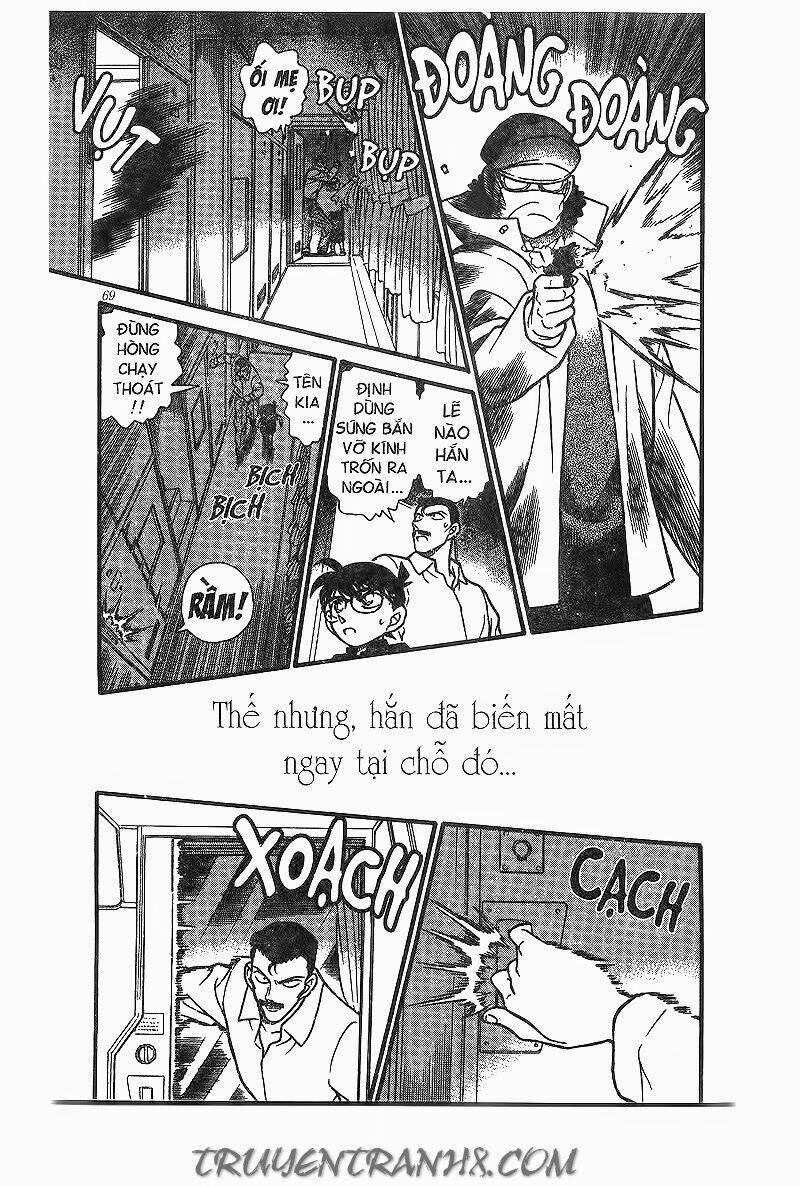 ĐOÀNG
ĐOÀNG
ỐI MẸ
ƠI!
BỤP
BỤP
VỤT
69
LẼ
NÀO
HẮN
TA...
ĐỊNH
DÙNG
SỨNG BẮN
VỠ KÍNH
TRỐN RA
NGOÀI...
TÊN
KIA
...
ĐỪNG
HÒNG
CHẠY
THOÁT
!!
BỊCH
BỊCH
RẦM!
Thế nhưng, hắn đã biến mất
ngay tại chỗ đó...
CẠCH
XOẠCH
TRUYENTRANH8.COM